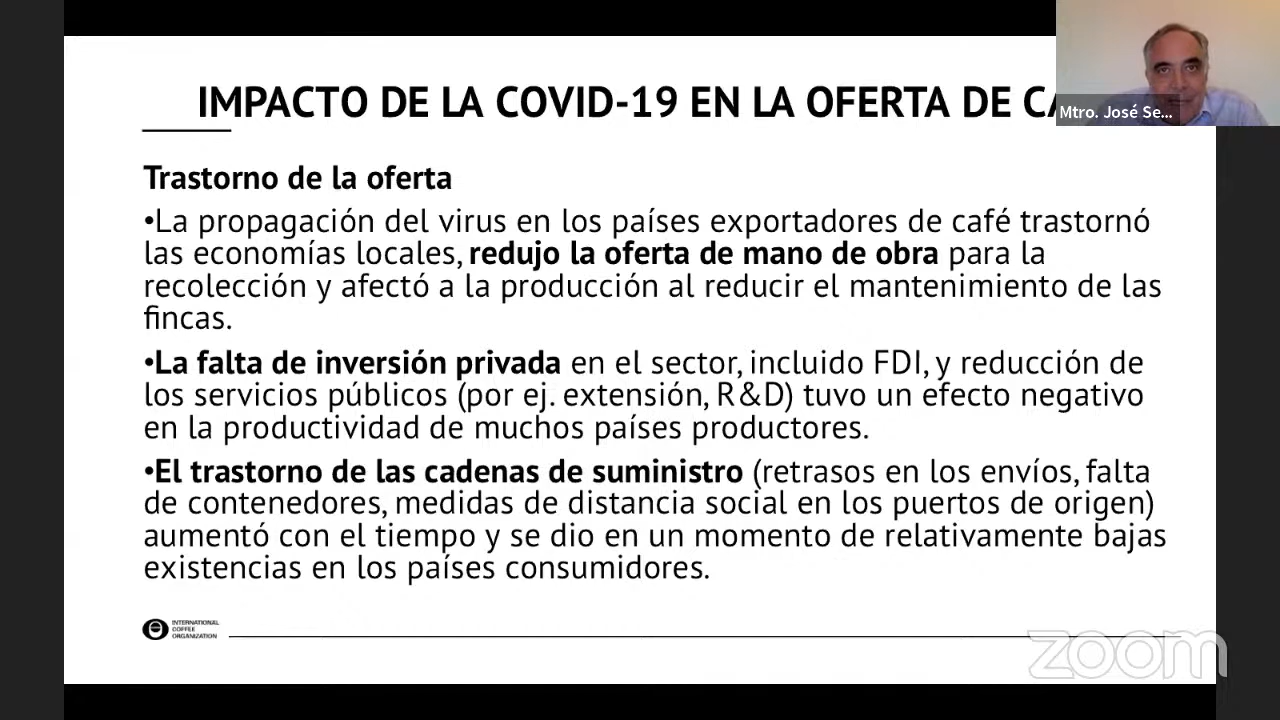 IMPACTO DE LA COVID-19 EN LA OFERTA DE
Mtro. José Se...
Trastorno de la oferta
•La propagación del virus en los países exportadores de café trastornó
las economías locales, redujo la oferta de mano de obra para la
recolección y afectó a la producción al reducir el mantenimiento de las
fincas.
•La falta de inversión privada en el sector, incluido FDI, y reducción de
los servicios públicos (por ej. extensión, R&D) tuvo un efecto negativo
en la productividad de muchos países productores.
•El trastorno de las cadenas de suministro (retrasos en los envíos, falta
de contenedores, medidas de distancia social en los puertos de origen)
aumentó con el tiempo y se dio en un momento de relativamente bajas
existencias en los países consumidores.
INTERNATIONAL
COFFEE
ORGANIZATION
zoom